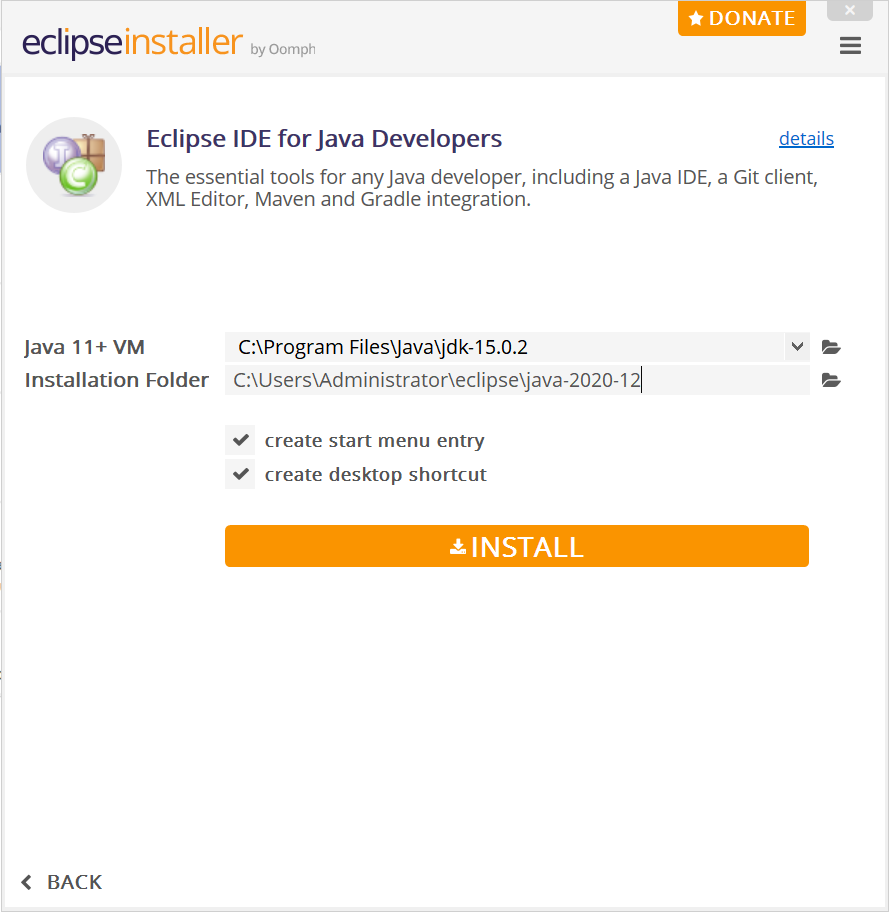 DONATE
eclipseinstaller by Oomph
Eclipse IDE for Java Developers
details
The essential tools for any Java developer, including a Java IDE, a Git client,
XML Editor, Maven and Gradle integration.
Java 11+ VM
C:\Program Files\Java\jdk-15.0.2
Installation Folder
C:\Users\Administrator\eclipse\java-2020-12
create start menu entry
create desktop shortcut
INSTALL
BACK